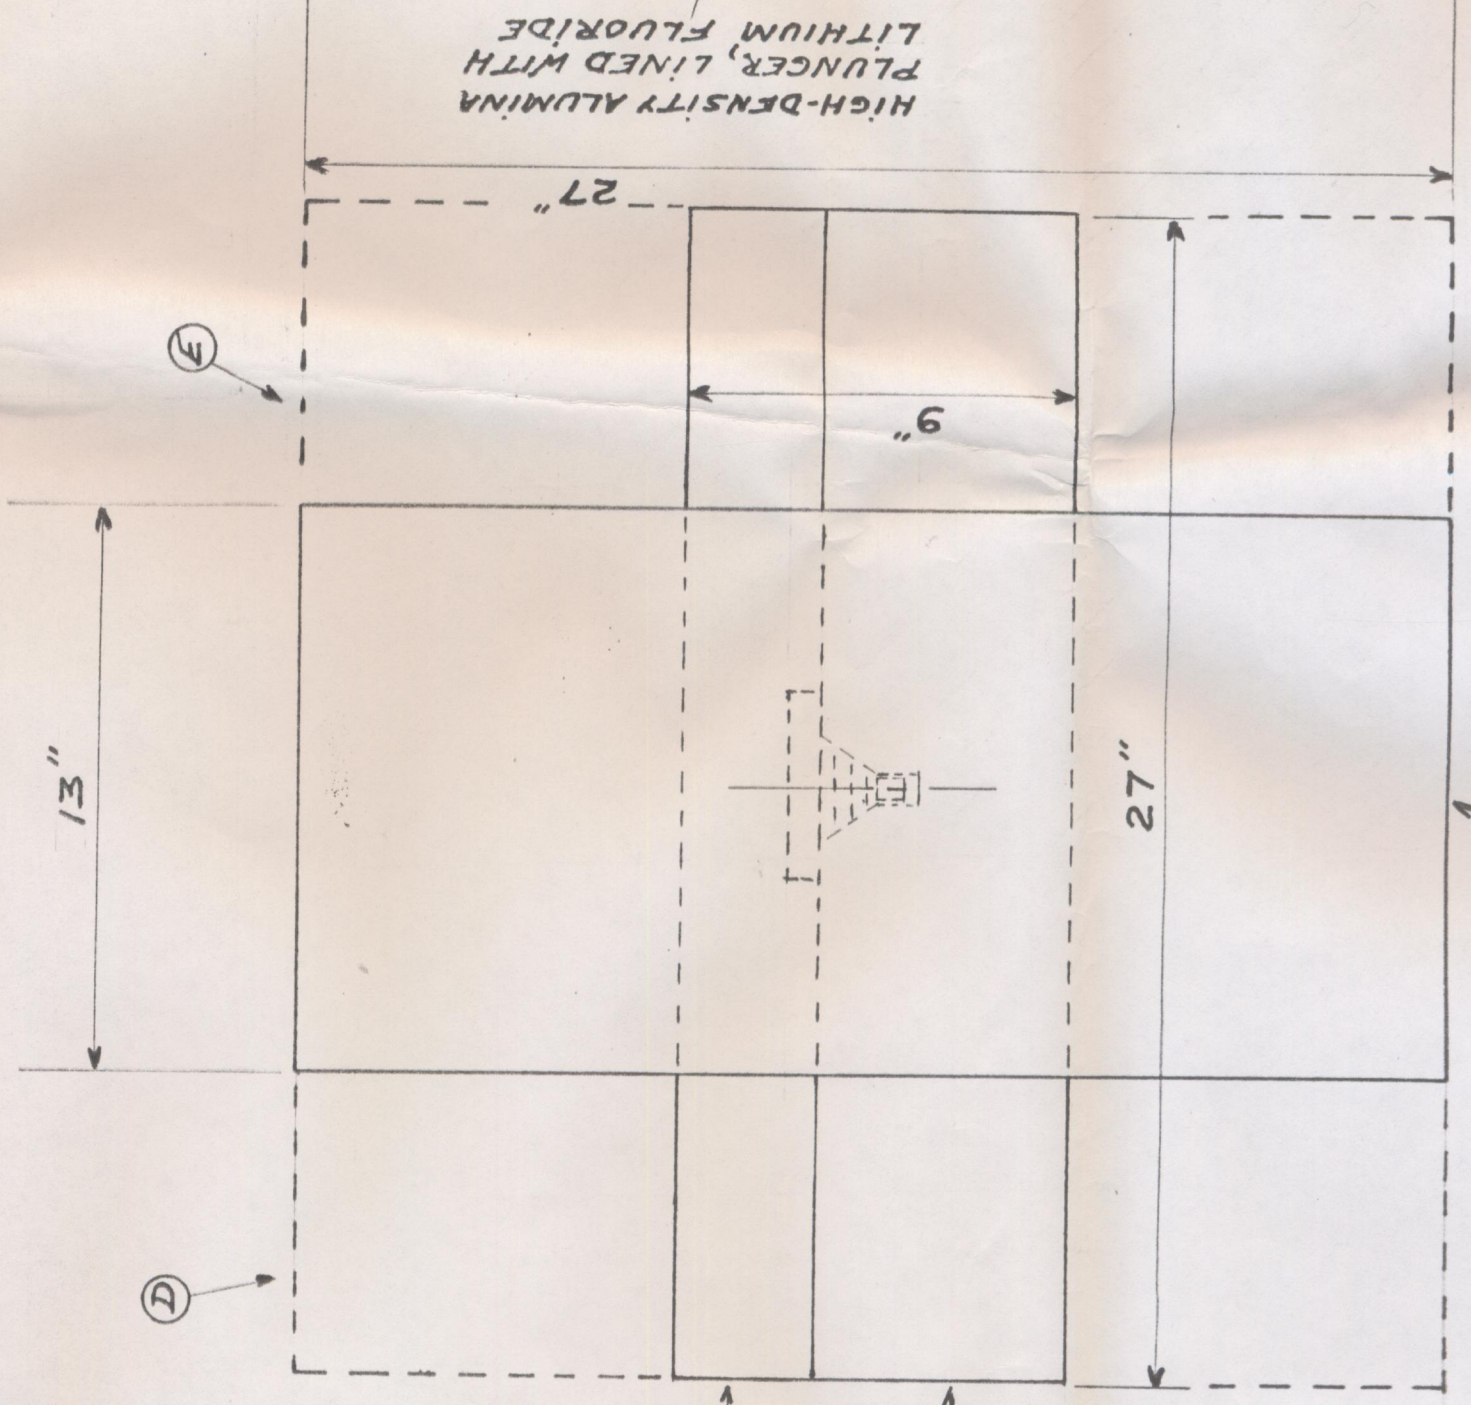 HIGH-DENSITY ALUMINA
PLUNGER, LINED WITH
LITHIUM FLUORIDE
27"
E
9"
13"
27"
D